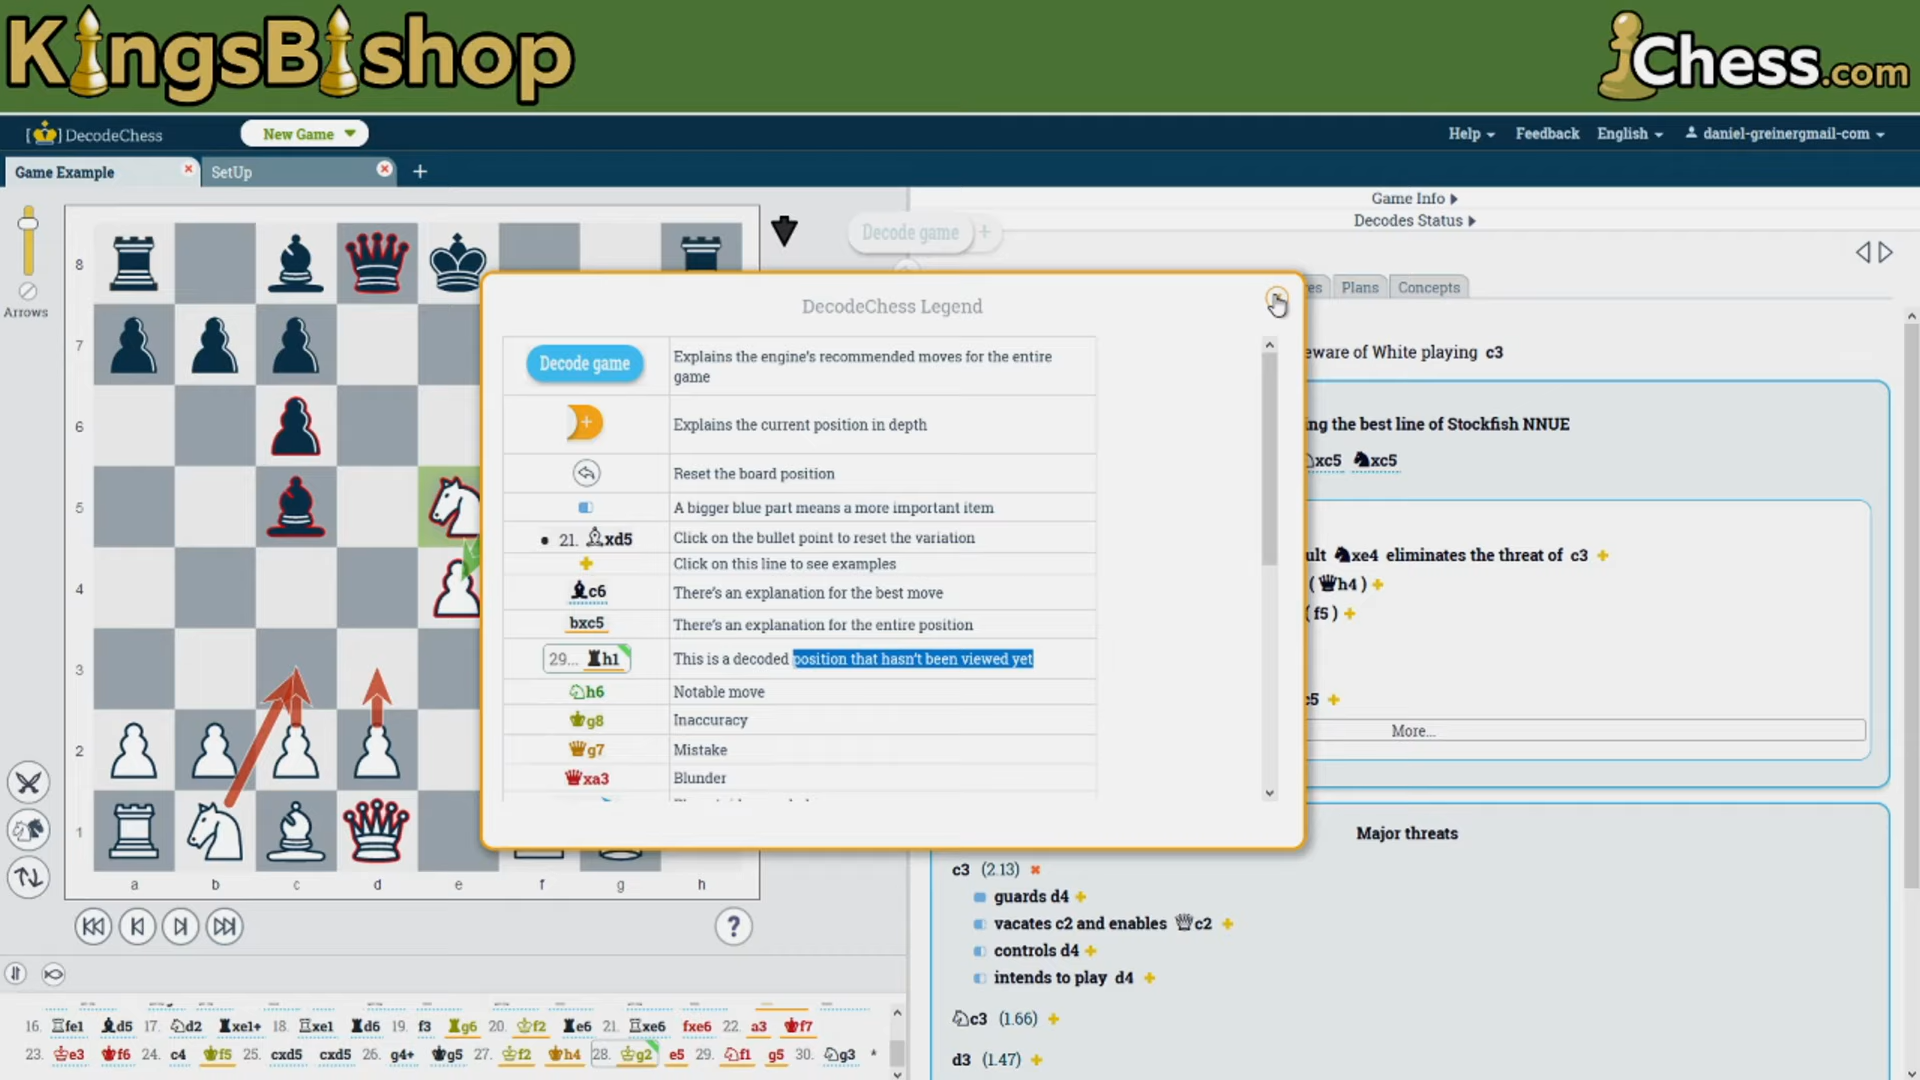 KingsBishop
iChess.com
DecodeChess
New Game
Help
Feedback
English
daniel-greinergmail-com
Game Example
SetUp
+
Game Info
Decodes Status
Arrows
Decode game +
Plans
Concepts
8
7
6
5
4
3
2
1
a b c d e f g h
DecodeChess Legend
Decode game
Explains the engine's recommended moves for the entire
game
Explains the current position in depth
Reset the board position
A bigger blue part means a more important item
• 21. ♗xd5
Click on the bullet point to reset the variation
Click on this line to see examples
♝c6
There's an explanation for the best move
bxc5
There's an explanation for the entire position
29... ♜h1
This is a decoded position that hasn't been viewed yet
♘h6
Notable move
♚g8
Inaccuracy
♛g7
Mistake
♛xa3
Blunder
of White playing c3
the best line of Stockfish NNUE
♘xc5 ♞xc5
♞xe4 eliminates the threat of c3
(♛h4)
(f5)
More...
Major threats
c3 (2.13)
guards d4
vacates c2 and enables ♕c2
controls d4
intends to play d4
♘c3 (1.66)
d3 (1.47)
?
16. ♖fe1 ♝d5 17. ♘d2 ♜xe1+ 18. ♖xe1 ♜d6 19. f3 ♜g6 20. ♔f2 ♜e6 21. ♖xe6 fxe6 22. a3 ♚f7
23. ♔e3 ♚f6 24. c4 ♚f5 25. cxd5 cxd5 26. g4+ ♚g5 27. ♔f2 ♚h4 28. ♔g2 e5 29. ♘f1 g5 30. ♘g3 *